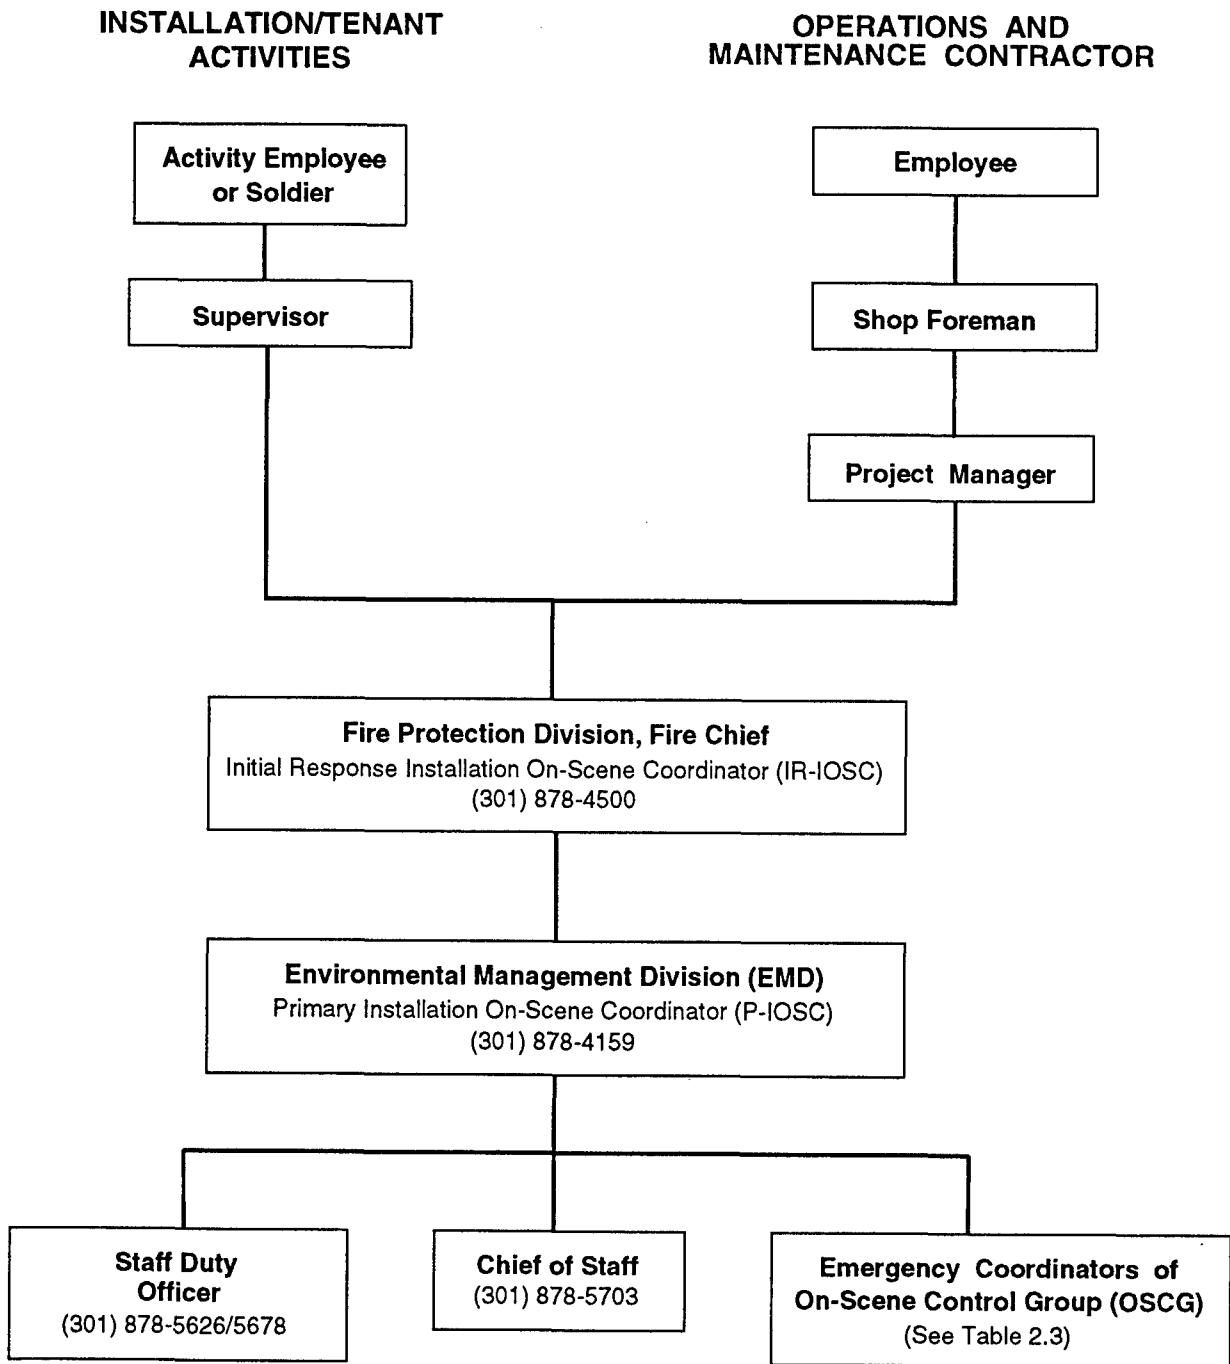 INSTALLATION/TENANT
ACTIVITIES
OPERATIONS AND
MAINTENANCE CONTRACTOR
Activity Employee
or Soldier
Employee
Supervisor
Shop Foreman
Project Manager
Fire Protection Division, Fire Chief
Initial Response Installation On-Scene Coordinator (IR-IOSC)
(301) 878-4500
Environmental Management Division (EMD)
Primary Installation On-Scene Coordinator (P-IOSC)
(301) 878-4159
Staff Duty
Officer
(301) 878-5626/5678
Chief of Staff
(301) 878-5703
Emergency Coordinators of
On-Scene Control Group (OSCG)
(See Table 2.3)